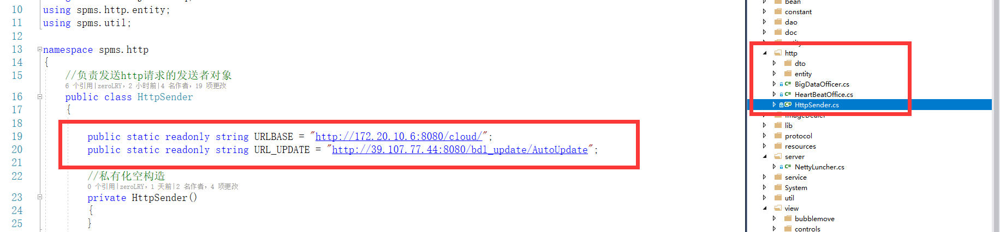 10 using spms.http.entity;
11 using spms.util;
12
13 namespace spms.http
14 {
15 //负责发送http请求的发送者对象
6 个引用|zeroLRY，2 小时前|4 名作者，19 项更改
16 public class HttpSender
17 {
18
19 public static readonly string URLBASE = "http://172.20.10.6:8080/cloud/";
20 public static readonly string URL_UPDATE = "http://39.107.77.44:8080/bdl_update/AutoUpdate";
21
22 //私有化空构造
0 个引用|zeroLRY，1 天前|2 名作者，4 项更改
23 private HttpSender()
24 {
25 }
bean
constant
dao
doc
http
dto
entity
C# BigDataOfficer.cs
C# HeartBeatOffice.cs
C# HttpSender.cs
ImageDealer
lib
protocol
resources
server
C# NettyLuncher.cs
service
System
util
view
bubblemove
controls